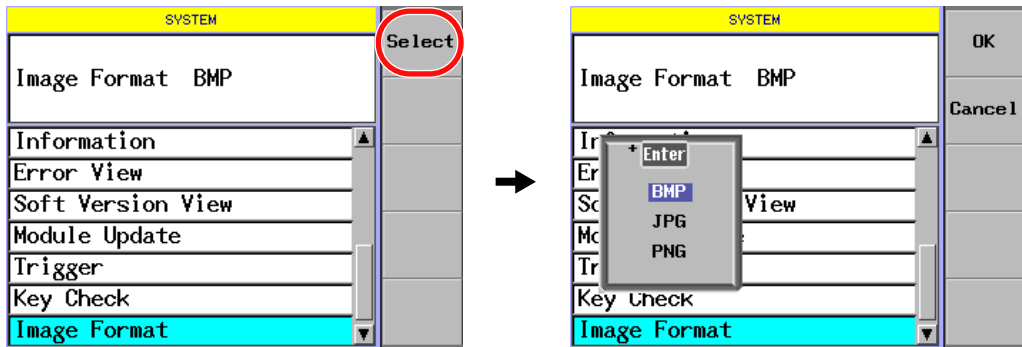 SYSTEM
Select
Image Format BMP
Information
Error View
Soft Version View
Module Update
Trigger
Key Check
Image Format
SYSTEM
OK
Image Format BMP
Cancel
Enter
BMP
View
JPG
PNG
Key Check
Image Format